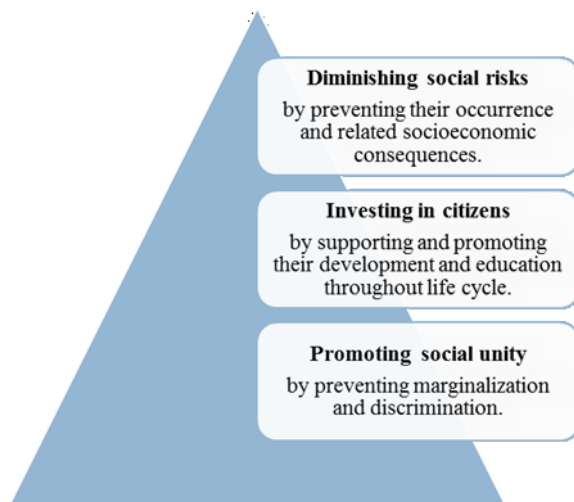 Diminishing social risks
by preventing their occurrence
and related socioeconomic
consequences.
Investing in citizens
by supporting and promoting
their development and education
throughout life cycle.
Promoting social unity
by preventing marginalization
and discrimination.